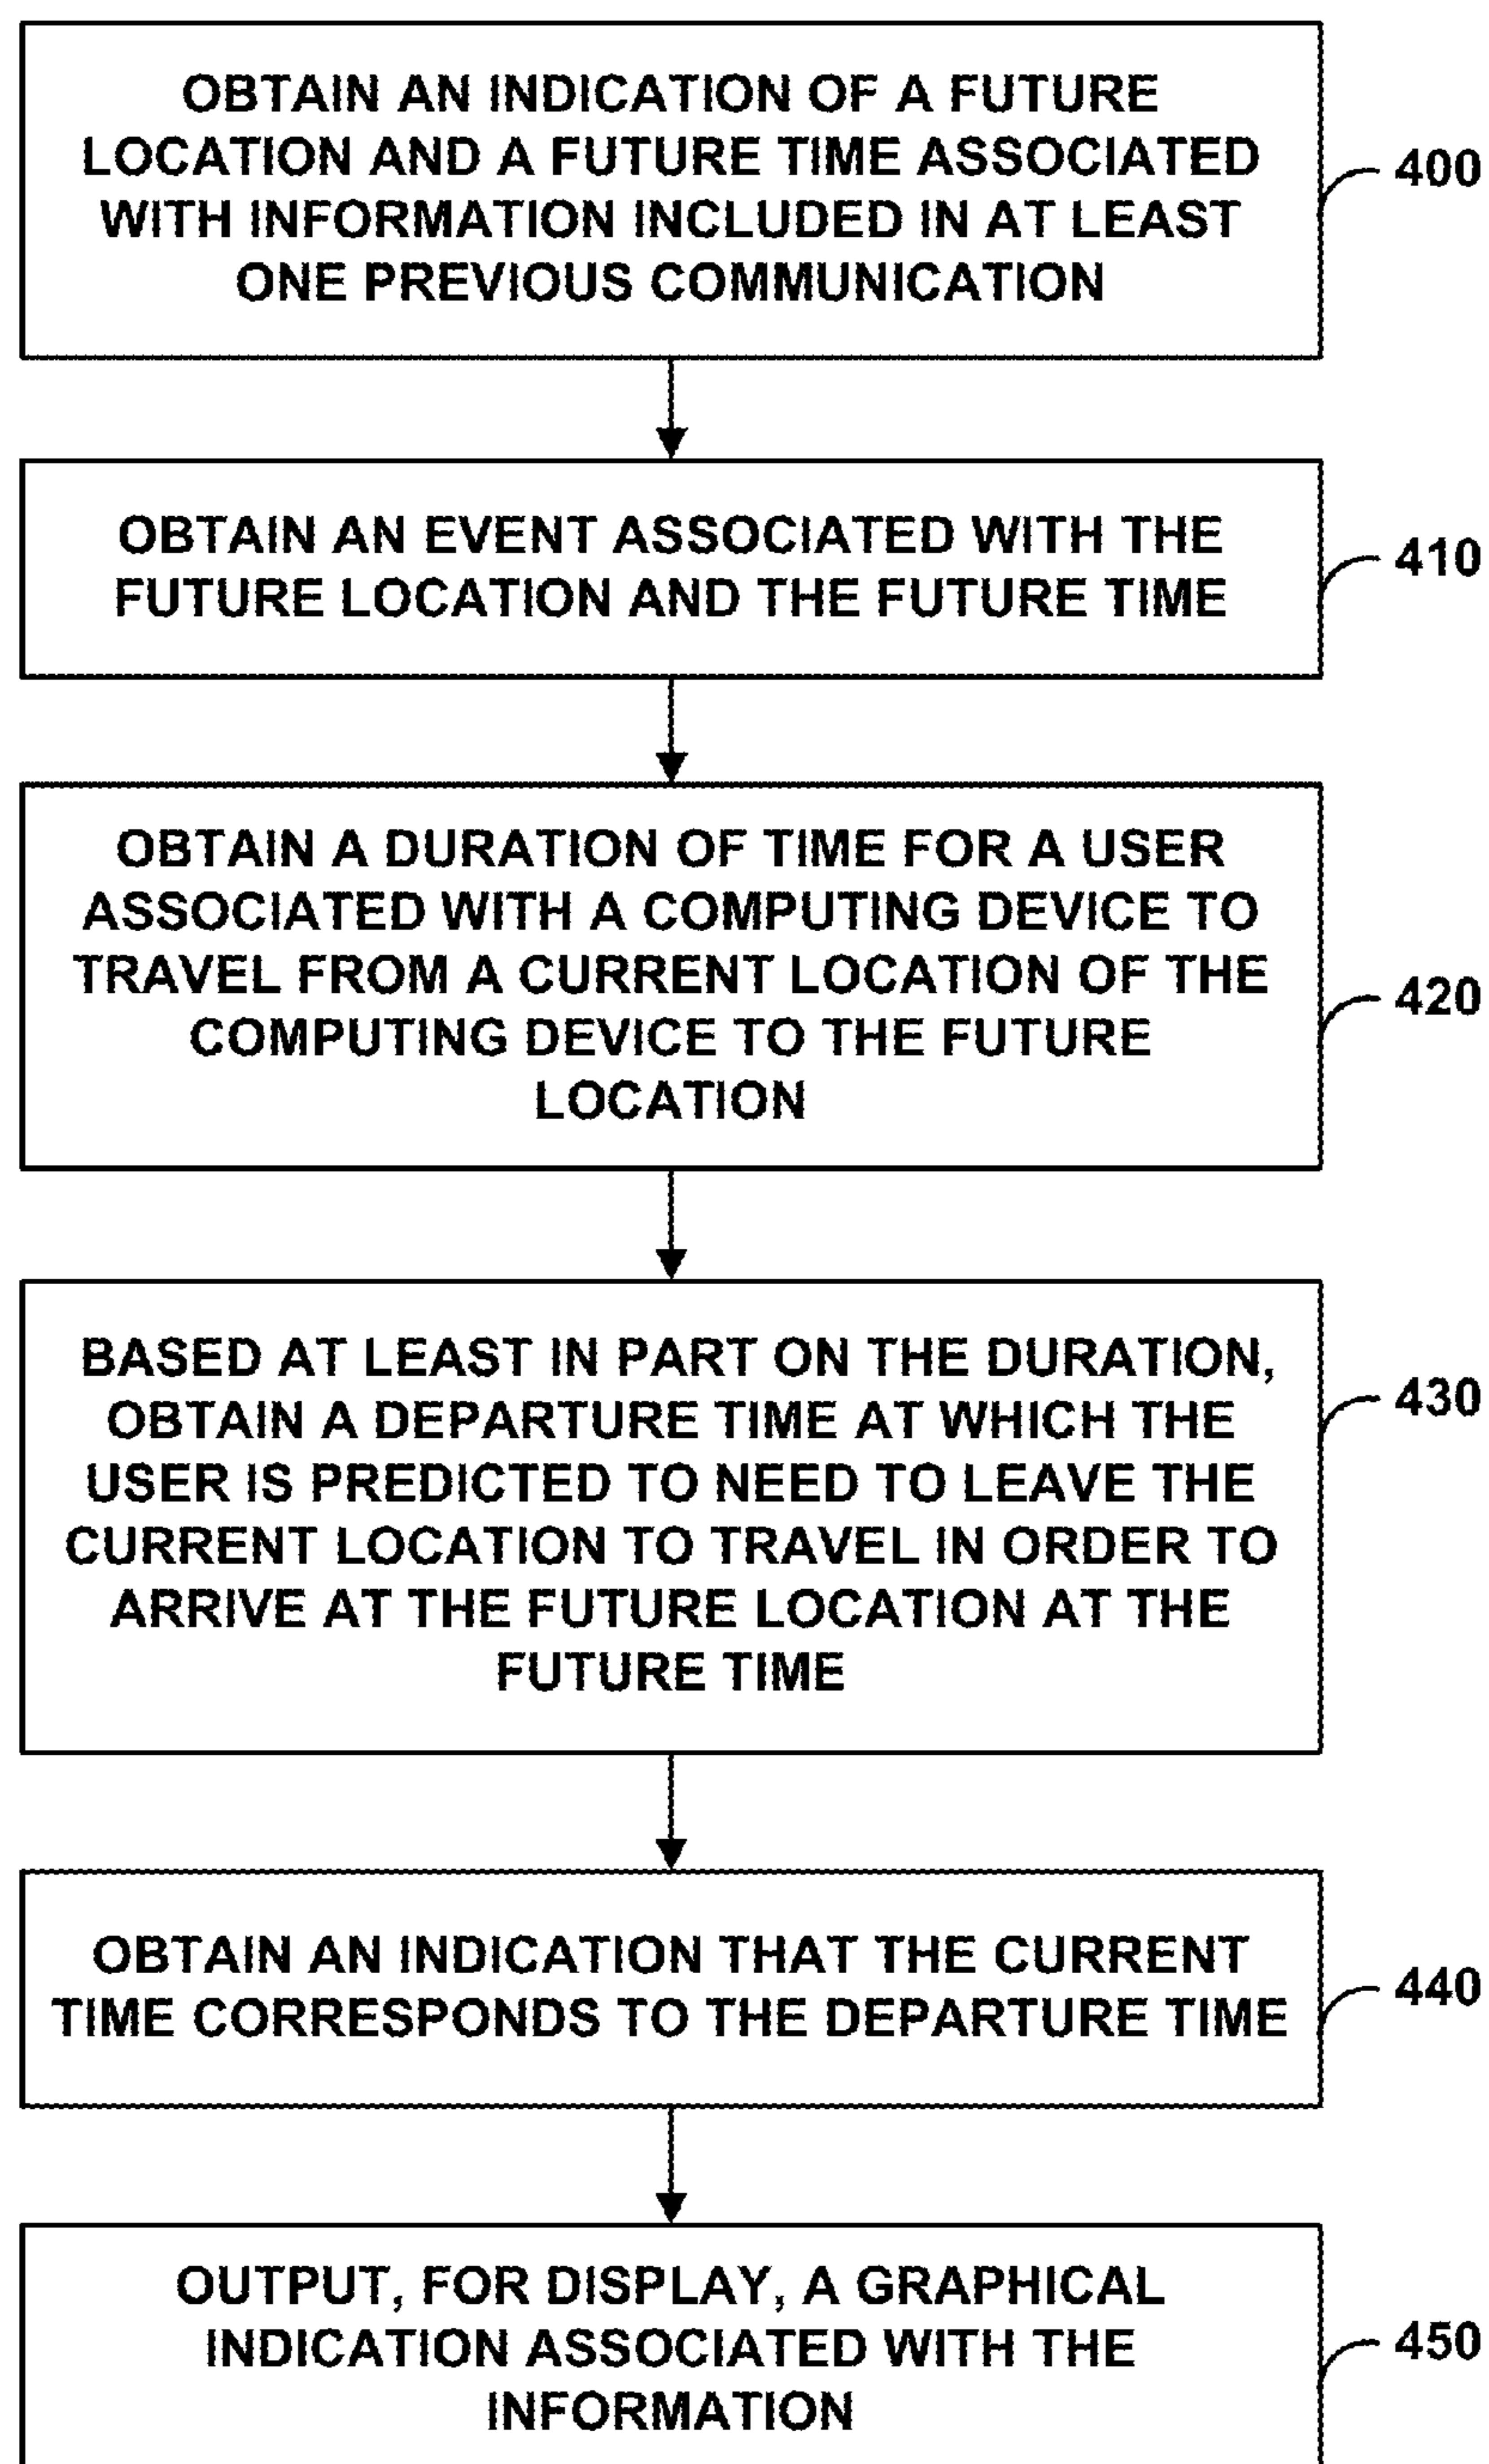 OBTAIN AN INDICATION OF A FUTURE
LOCATION AND A FUTURE TIME ASSOCIATED
WITH INFORMATION INCLUDED IN AT LEAST
ONE PREVIOUS COMMUNICATION
400
OBTAIN AN EVENT ASSOCIATED WITH THE
FUTURE LOCATION AND THE FUTURE TIME
410
OBTAIN A DURATION OF TIME FOR A USER
ASSOCIATED WITH A COMPUTING DEVICE TO
TRAVEL FROM A CURRENT LOCATION OF THE
COMPUTING DEVICE TO THE FUTURE
LOCATION
420
BASED AT LEAST IN PART ON THE DURATION,
OBTAIN A DEPARTURE TIME AT WHICH THE
USER IS PREDICTED TO NEED TO LEAVE THE
CURRENT LOCATION TO TRAVEL IN ORDER TO
ARRIVE AT THE FUTURE LOCATION AT THE
FUTURE TIME
430
OBTAIN AN INDICATION THAT THE CURRENT
TIME CORRESPONDS TO THE DEPARTURE TIME
440
OUTPUT, FOR DISPLAY, A GRAPHICAL
INDICATION ASSOCIATED WITH THE
INFORMATION
450